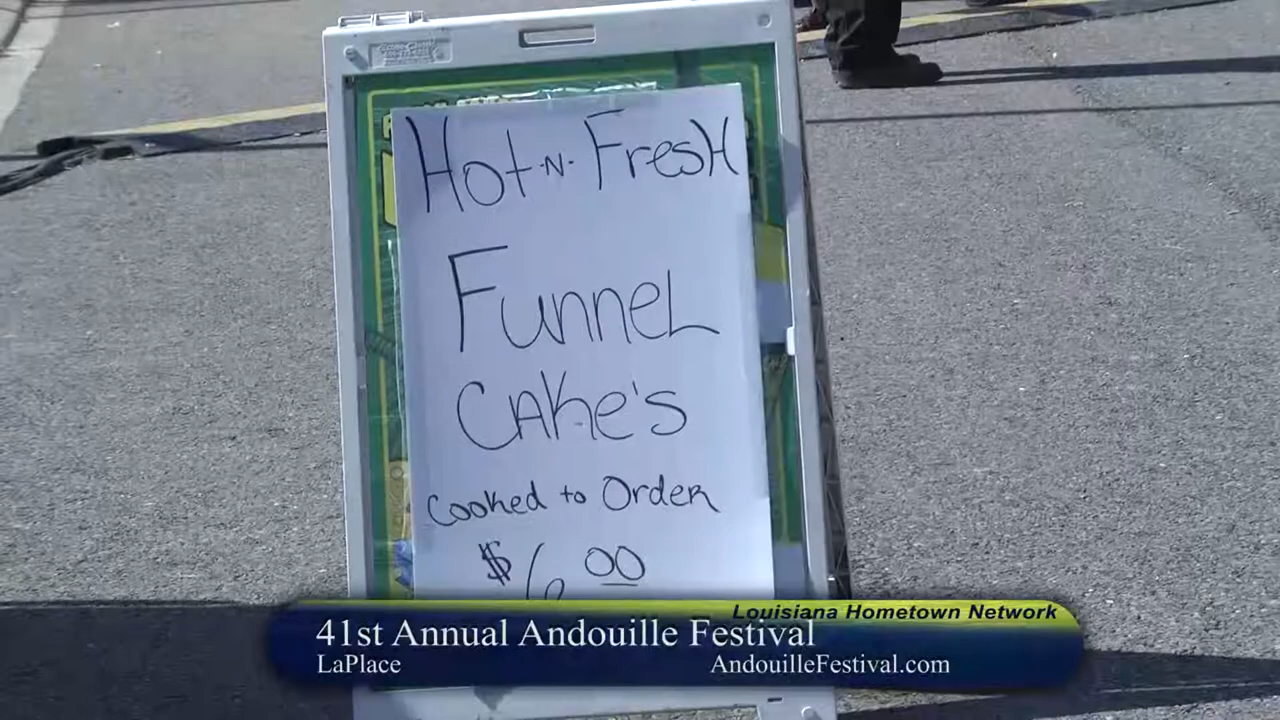 Hot -N- Fresh
Funnel
Cake's
Cooked to Order
$6.00
Louisiana Hometown Network
41st Annual Andouille Festival
LaPlace AndouilleFestival.com